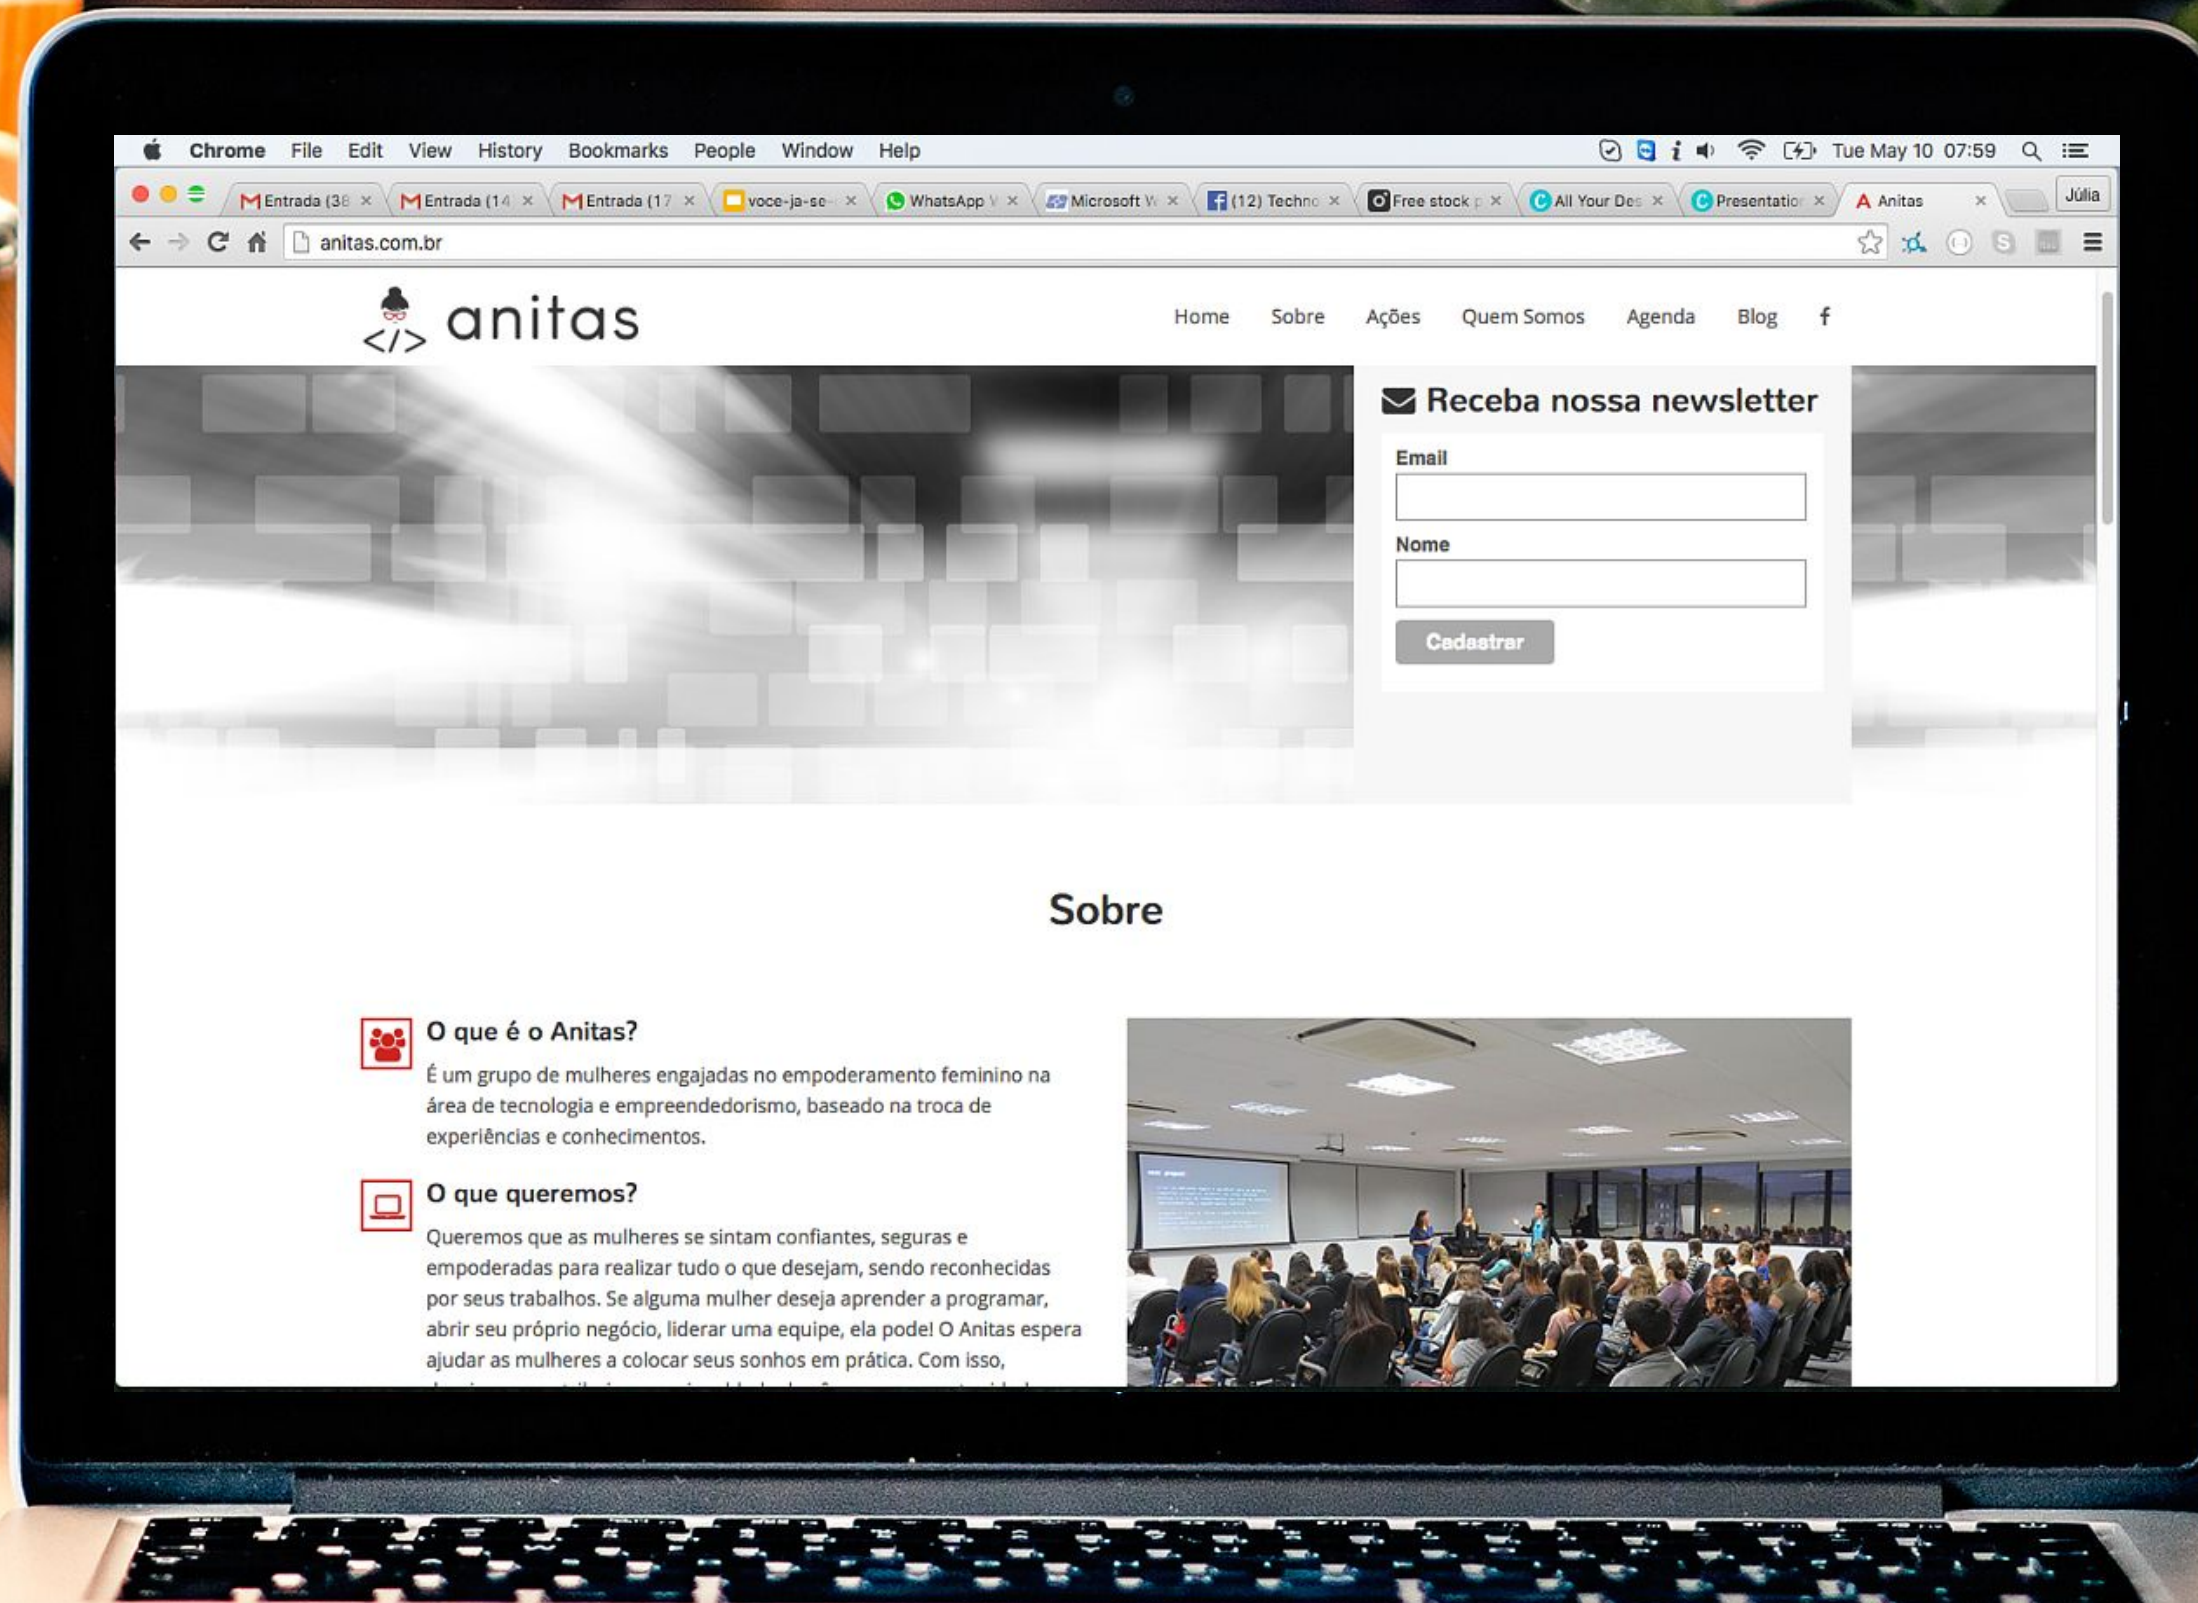 Chrome File Edit View History Bookmarks People Window Help Tue May 10 07:59
Entrada (38 Entrada (14 Entrada (17 voce-ja-se- WhatsApp Microsoft (12) Techno Free stock All Your Des Presentation Anitas Júlia
anitas.com.br
anitas
Home Sobre Ações Quem Somos Agenda Blog f
Receba nossa newsletter
Email
Nome
Cadastrar
Sobre
O que é o Anitas?
É um grupo de mulheres engajadas no empoderamento feminino na
área de tecnologia e empreendedorismo, baseado na troca de
experiências e conhecimentos.
O que queremos?
Queremos que as mulheres se sintam confiantes, seguras e
empoderadas para realizar tudo o que desejam, sendo reconhecidas
por seus trabalhos. Se alguma mulher deseja aprender a programar,
abrir seu próprio negócio, liderar uma equipe, ela pode! O Anitas espera
ajudar as mulheres a colocar seus sonhos em prática. Com isso,